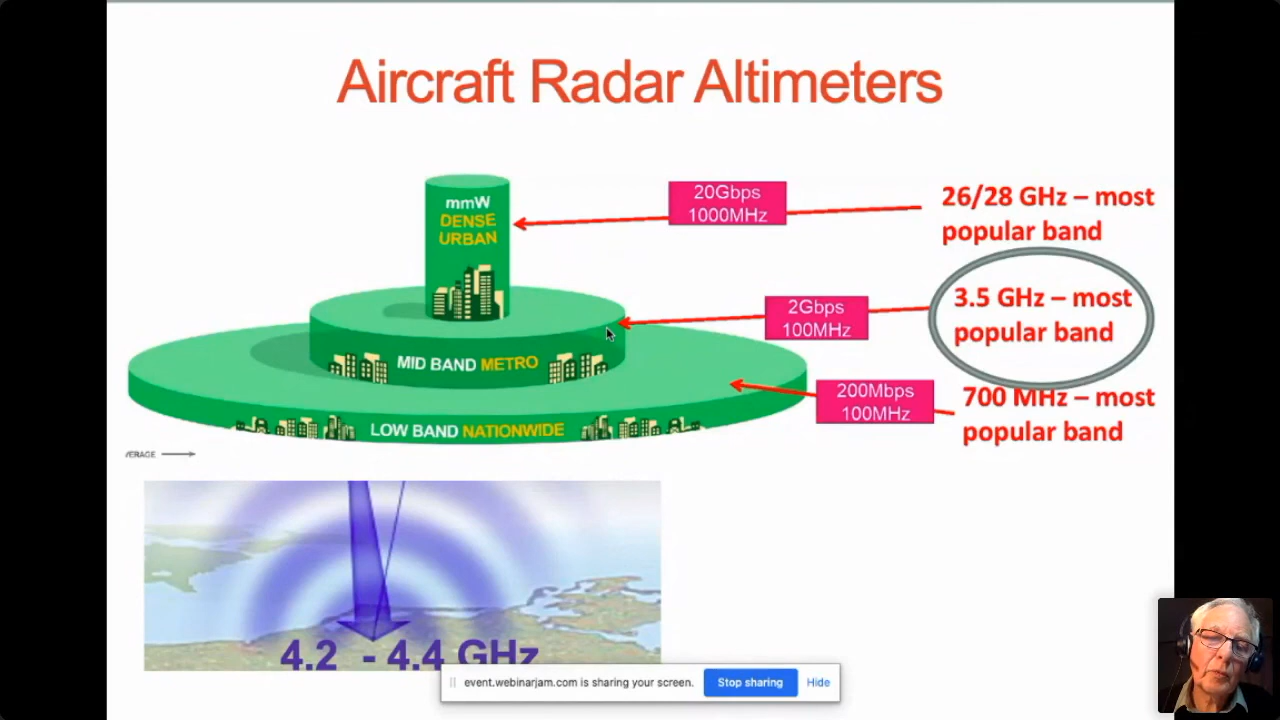 Aircraft Radar Altimeters
mmW
DENSE
URBAN
20Gbps
1000MHz
26/28 GHz – most
popular band
MID BAND METRO
2Gbps
100MHz
3.5 GHz – most
popular band
LOW BAND NATIONWIDE
200Mbps
100MHz
700 MHz – most
popular band
VERAGE
4.2 - 4.4 GHz
event.webinarjam.com is sharing your screen.
Stop sharing
Hide